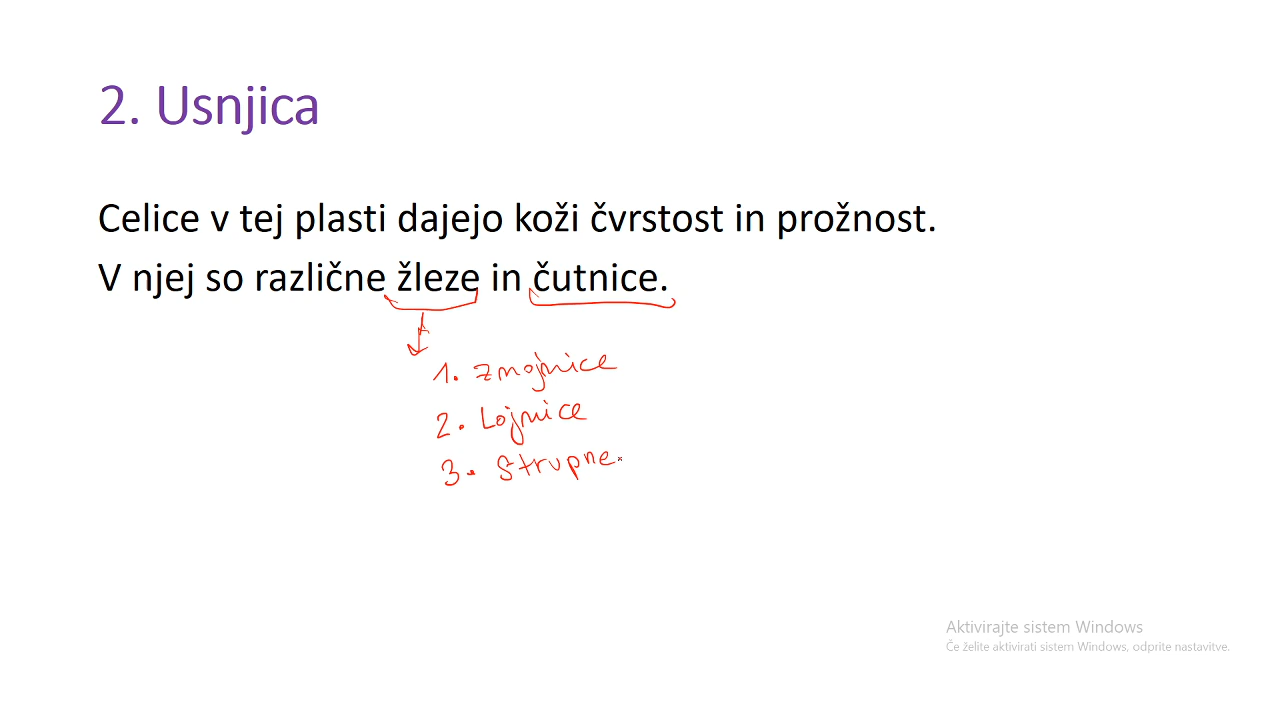 2. Usnjica
Celice v tej plasti dajejo koži čvrstost in prožnost.
V njej so različne žleze in čutnice.
1. Znojnice
2. Lojnice
3. Strupne
Aktivirajte sistem Windows
Če želite aktivirati sistem Windows, odprite nastavitve.